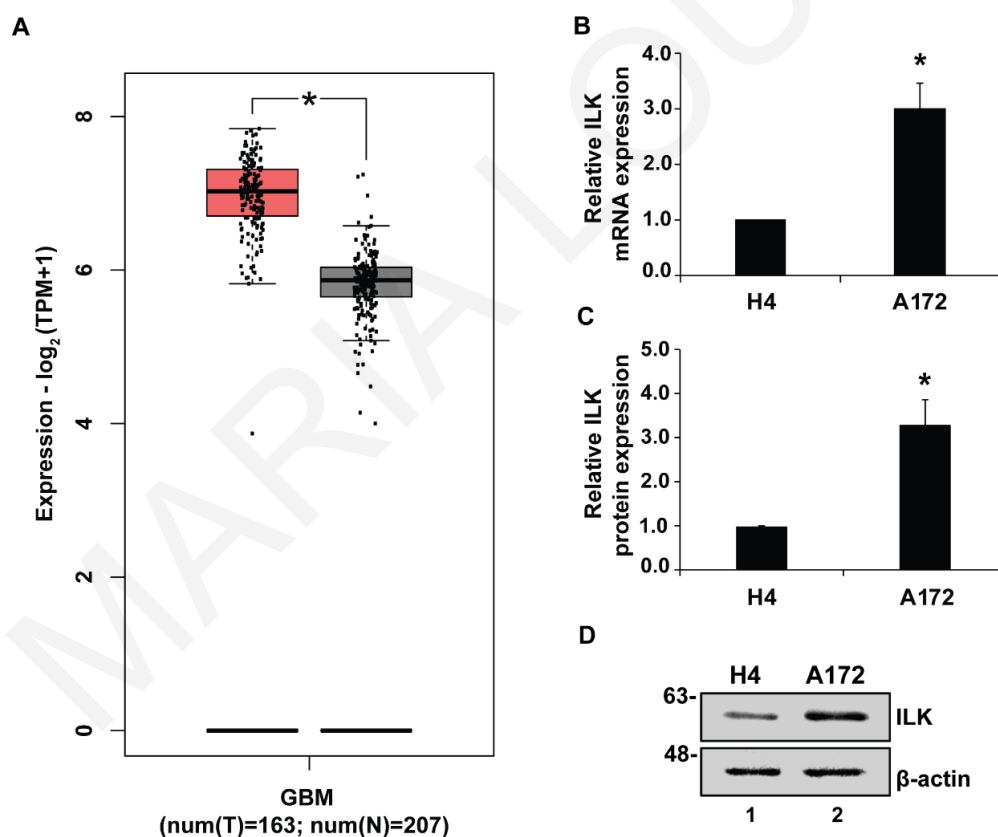 A
Expression - log2 (TPM+1)
8
6
4
2
0
*
GBM
(num(T)=163; num(N)=207)
B
Relative ILK
mRNA expression
4.0
3.0
2.0
1.0
0.0
*
H4 A172
C
Relative ILK
protein expression
5.0
4.0
3.0
2.0
1.0
0.0
*
H4 A172
D
H4 A172
63-
ILK
48-
β-actin
1 2
MARIA LOU